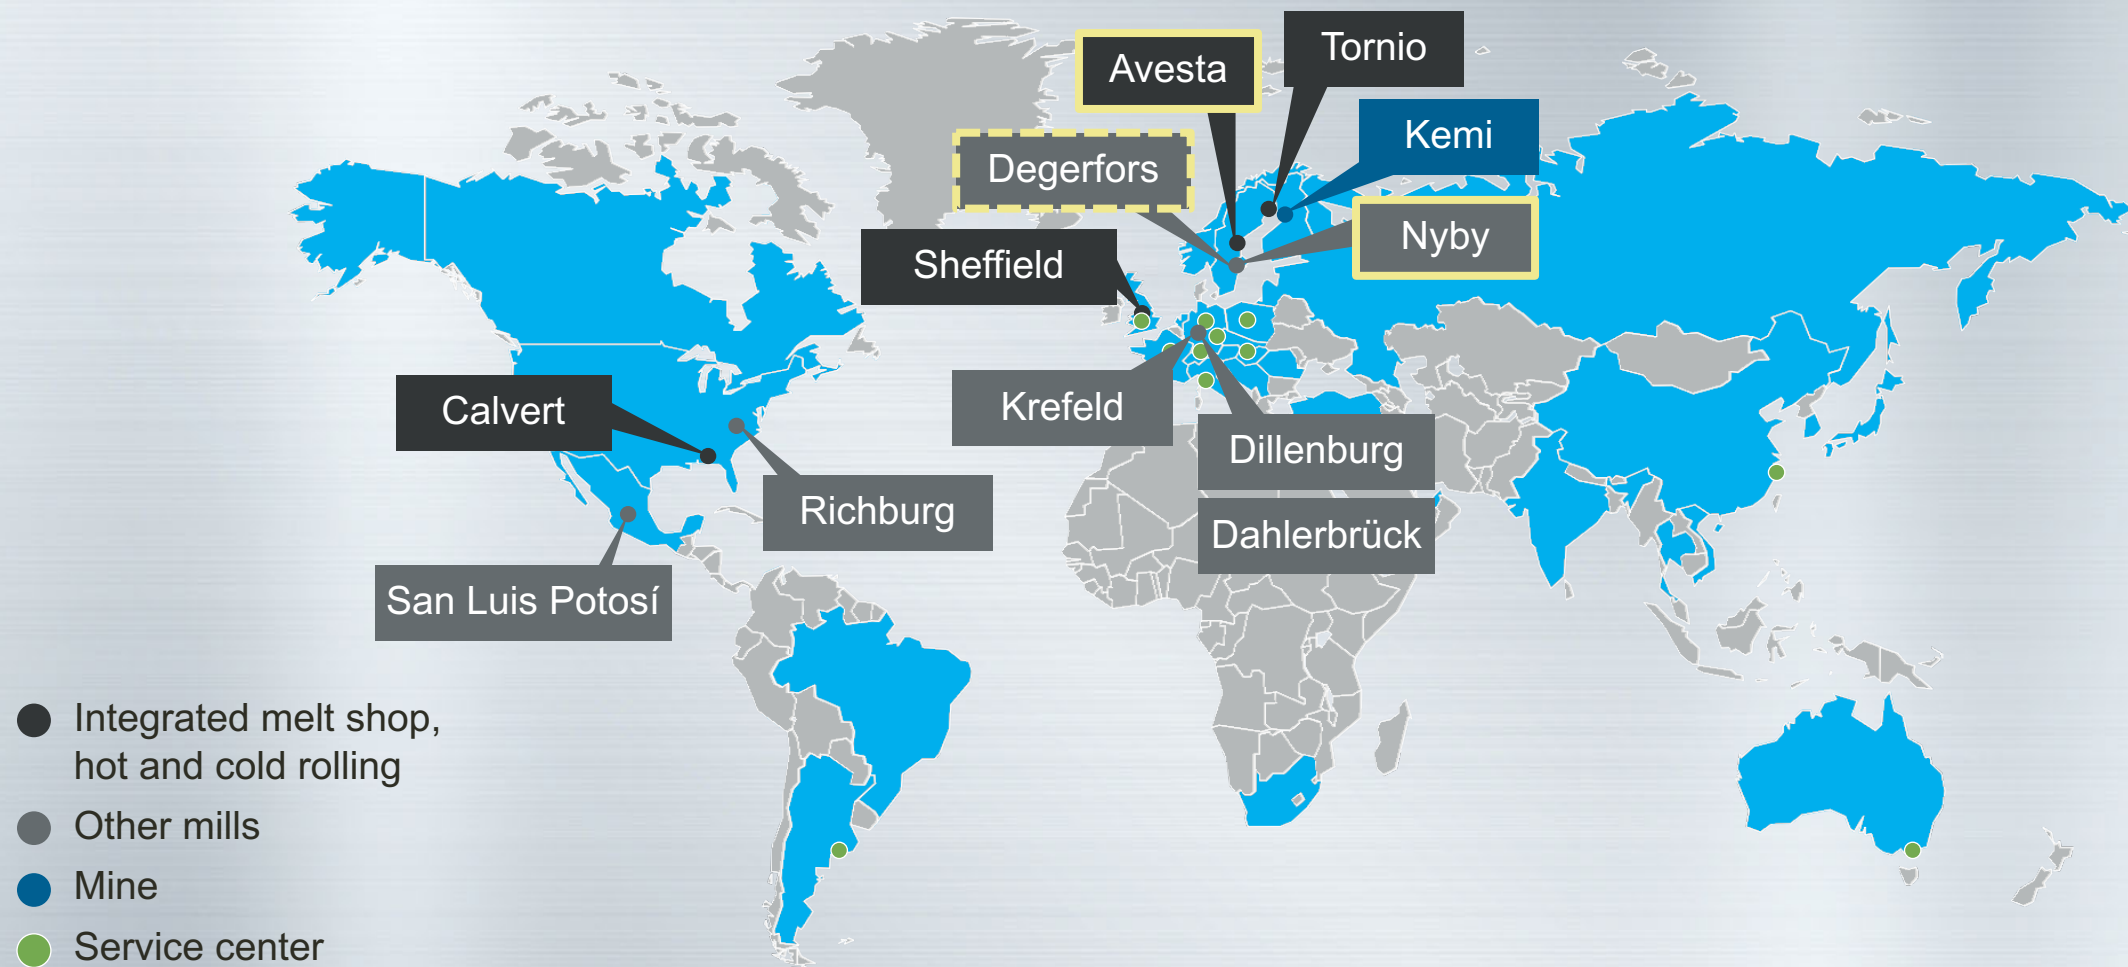 Tornio
Avesta
Kemi
Degerfors
Nyby
Sheffield
Calvert
Krefeld
Dillenburg
Richburg
Dahlerbrück
San Luis Potosí
Integrated melt shop,
hot and cold rolling
Other mills
Mine
Service center